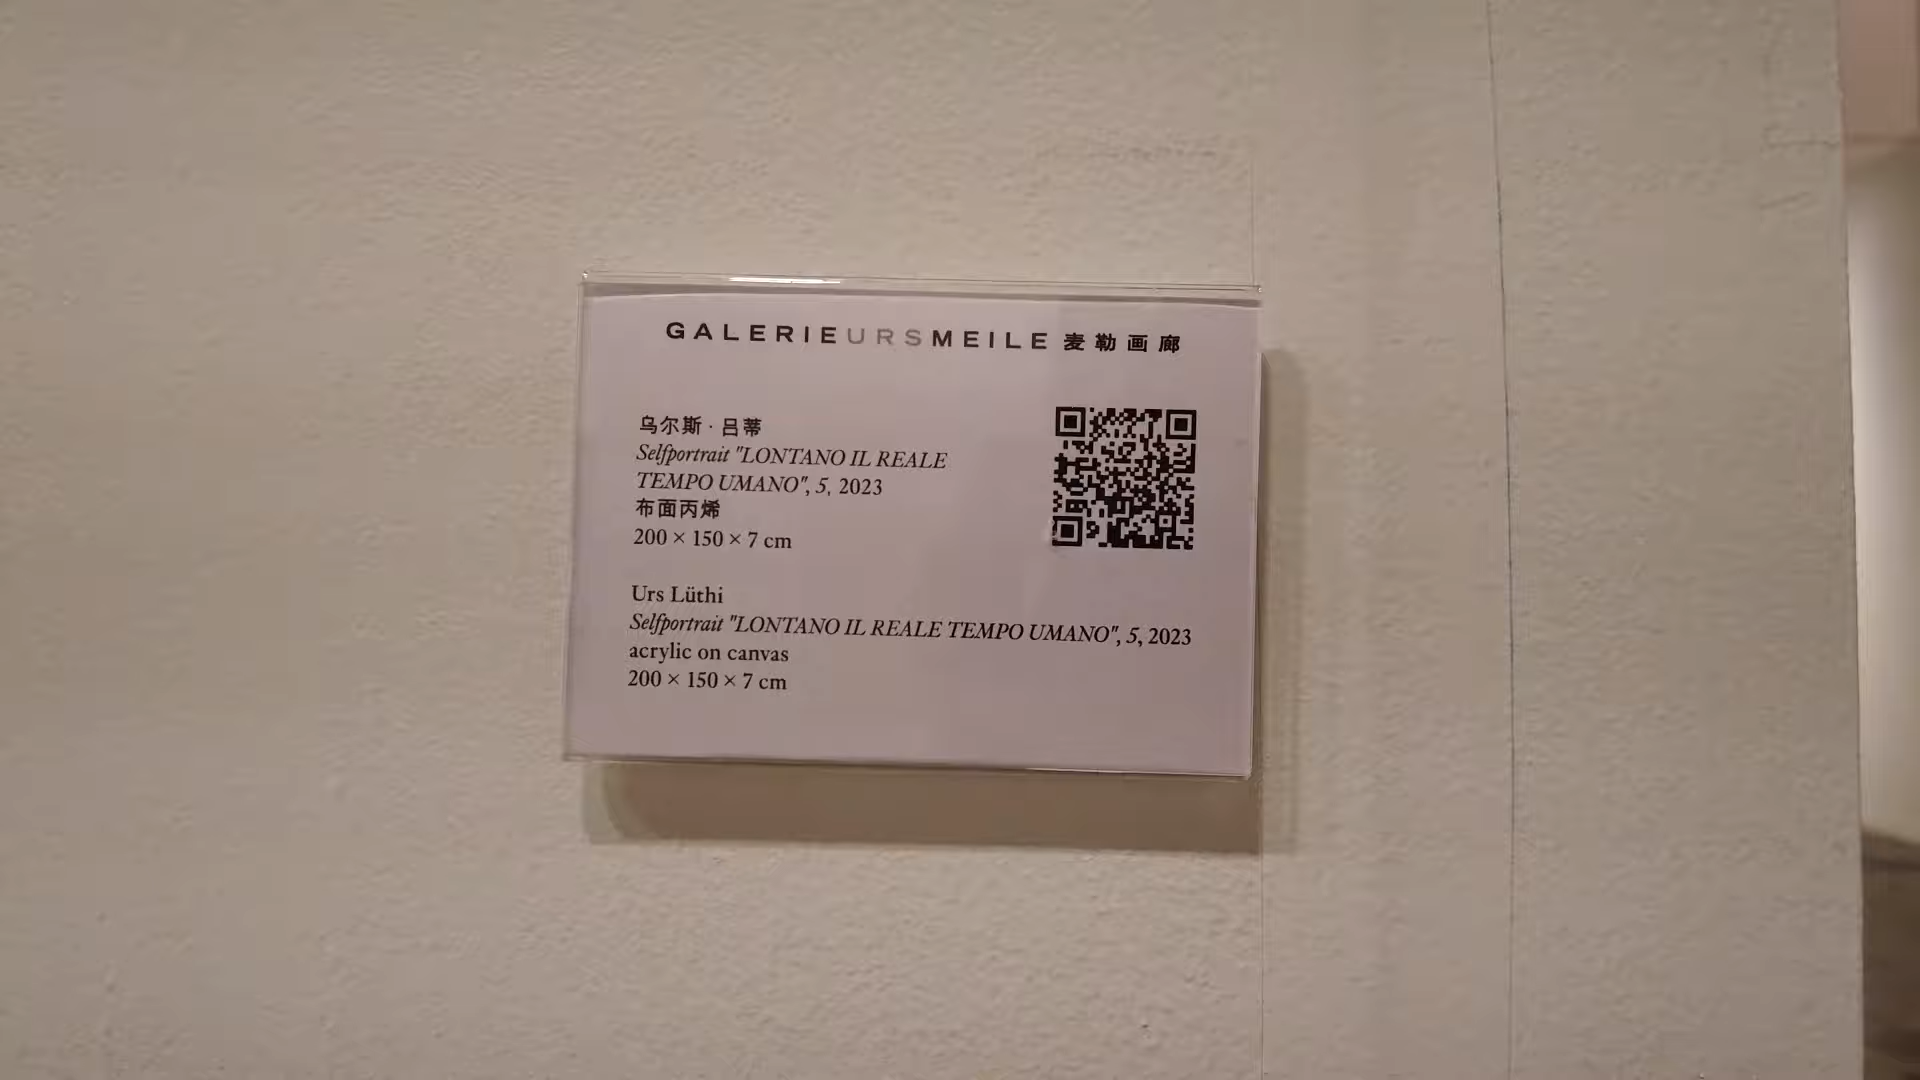 GALERIEURSMEILE 麦勒画廊
乌尔斯·吕蒂
Selfportrait "LONTANO IL REALE
TEMPO UMANO", 5, 2023
布面丙烯
200 × 150 × 7 cm
Urs Lüthi
Selfportrait "LONTANO IL REALE TEMPO UMANO", 5, 2023
acrylic on canvas
200 × 150 × 7 cm